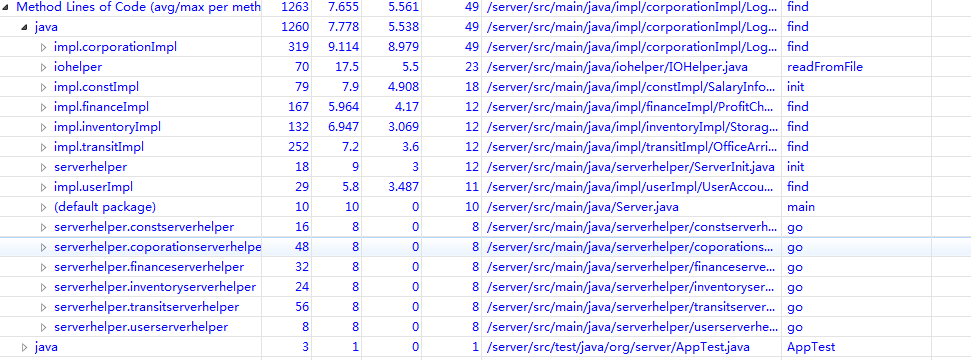 Method Lines of Code (avg/max per meth 1263 7.655 5.561 49 /server/src/main/java/impl/corporationImpl/Log... find
java 1260 7.778 5.538 49 /server/src/main/java/impl/corporationImpl/Log... find
impl.corporationImpl 319 9.114 8.979 49 /server/src/main/java/impl/corporationImpl/Log... find
iohelper 70 17.5 5.5 23 /server/src/main/java/iohelper/IOHelper.java readFromFile
impl.constImpl 79 7.9 4.908 18 /server/src/main/java/impl/constImpl/SalaryInfo... init
impl.financeImpl 167 5.964 4.17 12 /server/src/main/java/impl/financeImpl/ProfitCh... find
impl.inventoryImpl 132 6.947 3.069 12 /server/src/main/java/impl/inventoryImpl/Storag... find
impl.transitImpl 252 7.2 3.6 12 /server/src/main/java/impl/transitImpl/OfficeArri... find
serverhelper 18 9 3 12 /server/src/main/java/serverhelper/ServerInit.java init
impl.userImpl 29 5.8 3.487 11 /server/src/main/java/impl/userImpl/UserAccou... find
(default package) 10 10 0 10 /server/src/main/java/Server.java main
serverhelper.constserverhelper 16 8 0 8 /server/src/main/java/serverhelper/constserverh... go
serverhelper.coporationserverhelpe 48 8 0 8 /server/src/main/java/serverhelper/coporations... go
serverhelper.financeserverhelper 32 8 0 8 /server/src/main/java/serverhelper/financeserve... go
serverhelper.inventoryserverhelper 24 8 0 8 /server/src/main/java/serverhelper/inventoryser... go
serverhelper.transitserverhelper 56 8 0 8 /server/src/main/java/serverhelper/transitserver... go
serverhelper.userserverhelper 8 8 0 8 /server/src/main/java/serverhelper/userserverhe... go
java 3 1 0 1 /server/src/test/java/org/server/AppTest.java AppTest